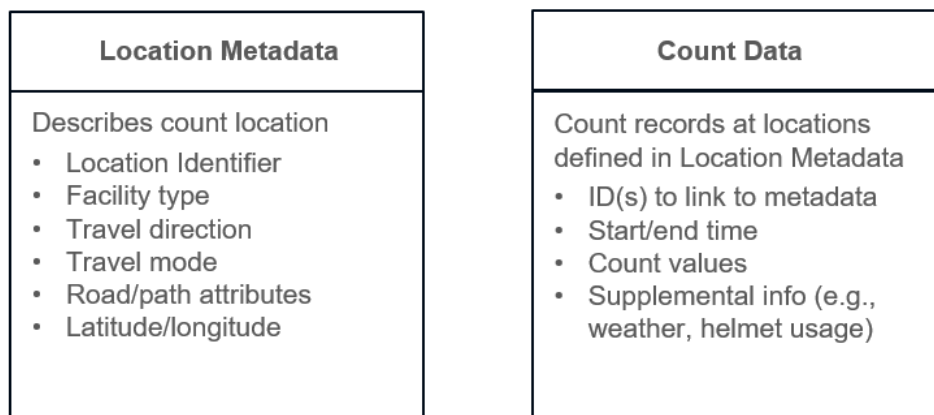 Location Metadata
Describes count location
• Location Identifier
• Facility type
• Travel direction
• Travel mode
• Road/path attributes
• Latitude/longitude
Count Data
Count records at locations
defined in Location Metadata
• ID(s) to link to metadata
• Start/end time
• Count values
• Supplemental info (e.g.,
weather, helmet usage)